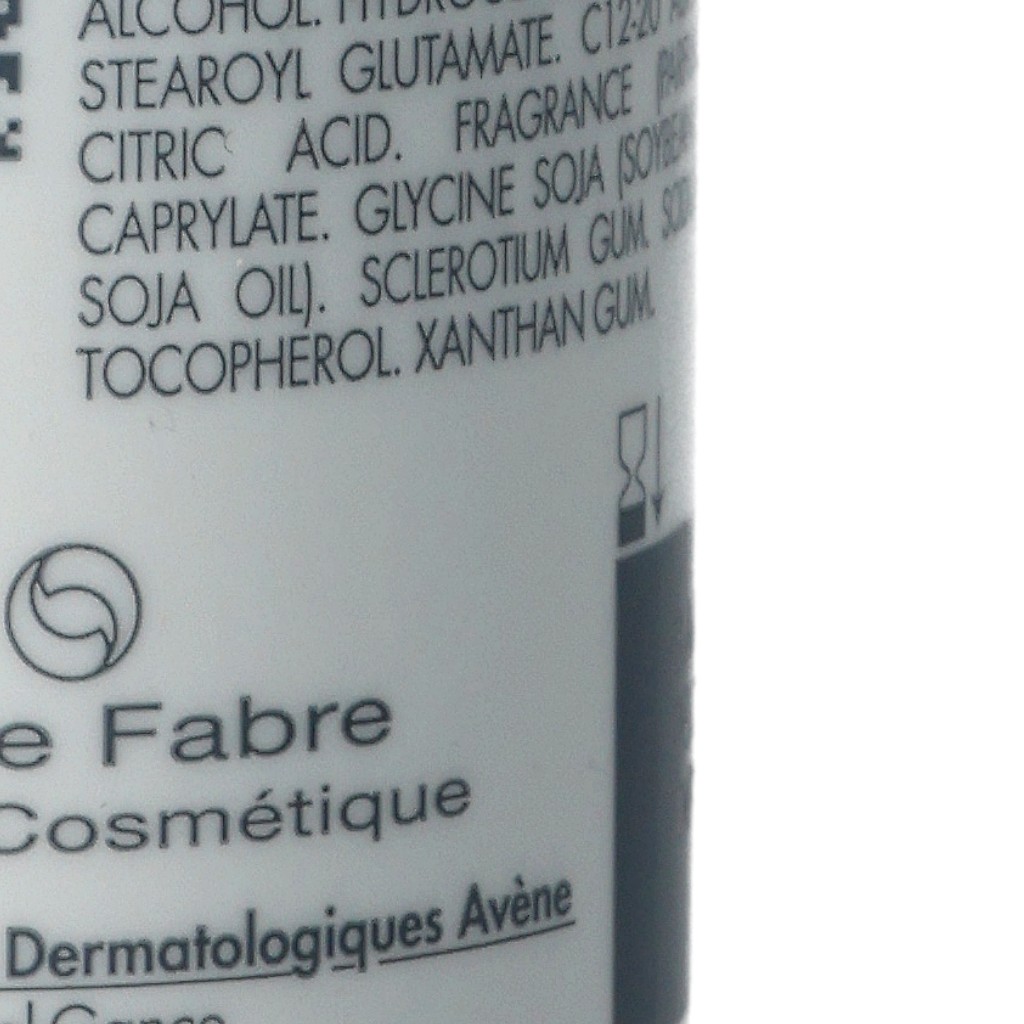 ALCOHOL.
STEAROYL GLUTAMATE. C12-20
CITRIC ACID. FRAGRANCE
CAPRYLATE. GLYCINE SOJA (SOYBEAN
SOJA OIL). SCLEROTIUM GUM.
TOCOPHEROL. XANTHAN GUM.
e Fabre
Cosmétique
Dermatologiques Avène